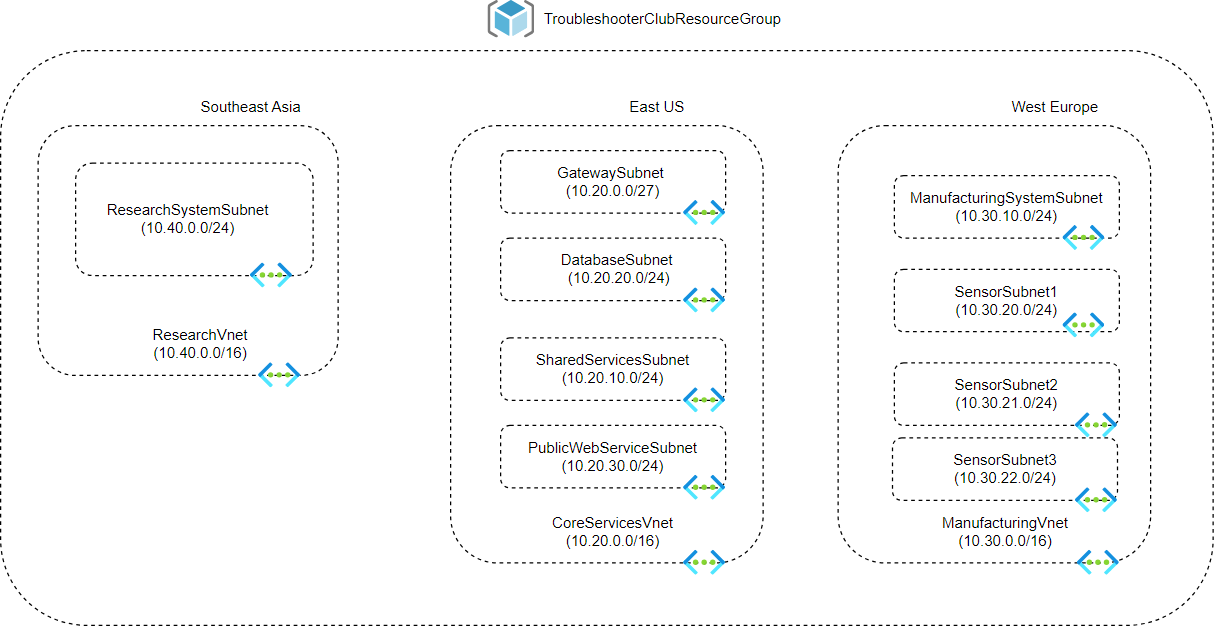 TroubleshooterClubResourceGroup
Southeast Asia
ResearchSystemSubnet
(10.40.0.0/24)
ResearchVnet
(10.40.0.0/16)
East US
GatewaySubnet
(10.20.0.0/27)
DatabaseSubnet
(10.20.20.0/24)
SharedServicesSubnet
(10.20.10.0/24)
PublicWebServiceSubnet
(10.20.30.0/24)
CoreServicesVnet
(10.20.0.0/16)
West Europe
ManufacturingSystemSubnet
(10.30.10.0/24)
SensorSubnet1
(10.30.20.0/24)
SensorSubnet2
(10.30.21.0/24)
SensorSubnet3
(10.30.22.0/24)
ManufacturingVnet
(10.30.0.0/16)